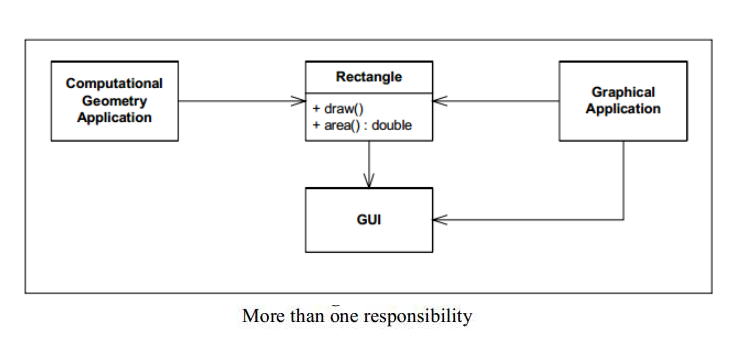 Computational
Geometry
Application
Rectangle
+ draw()
+ area() : double
Graphical
Application
GUI
More than one responsibility